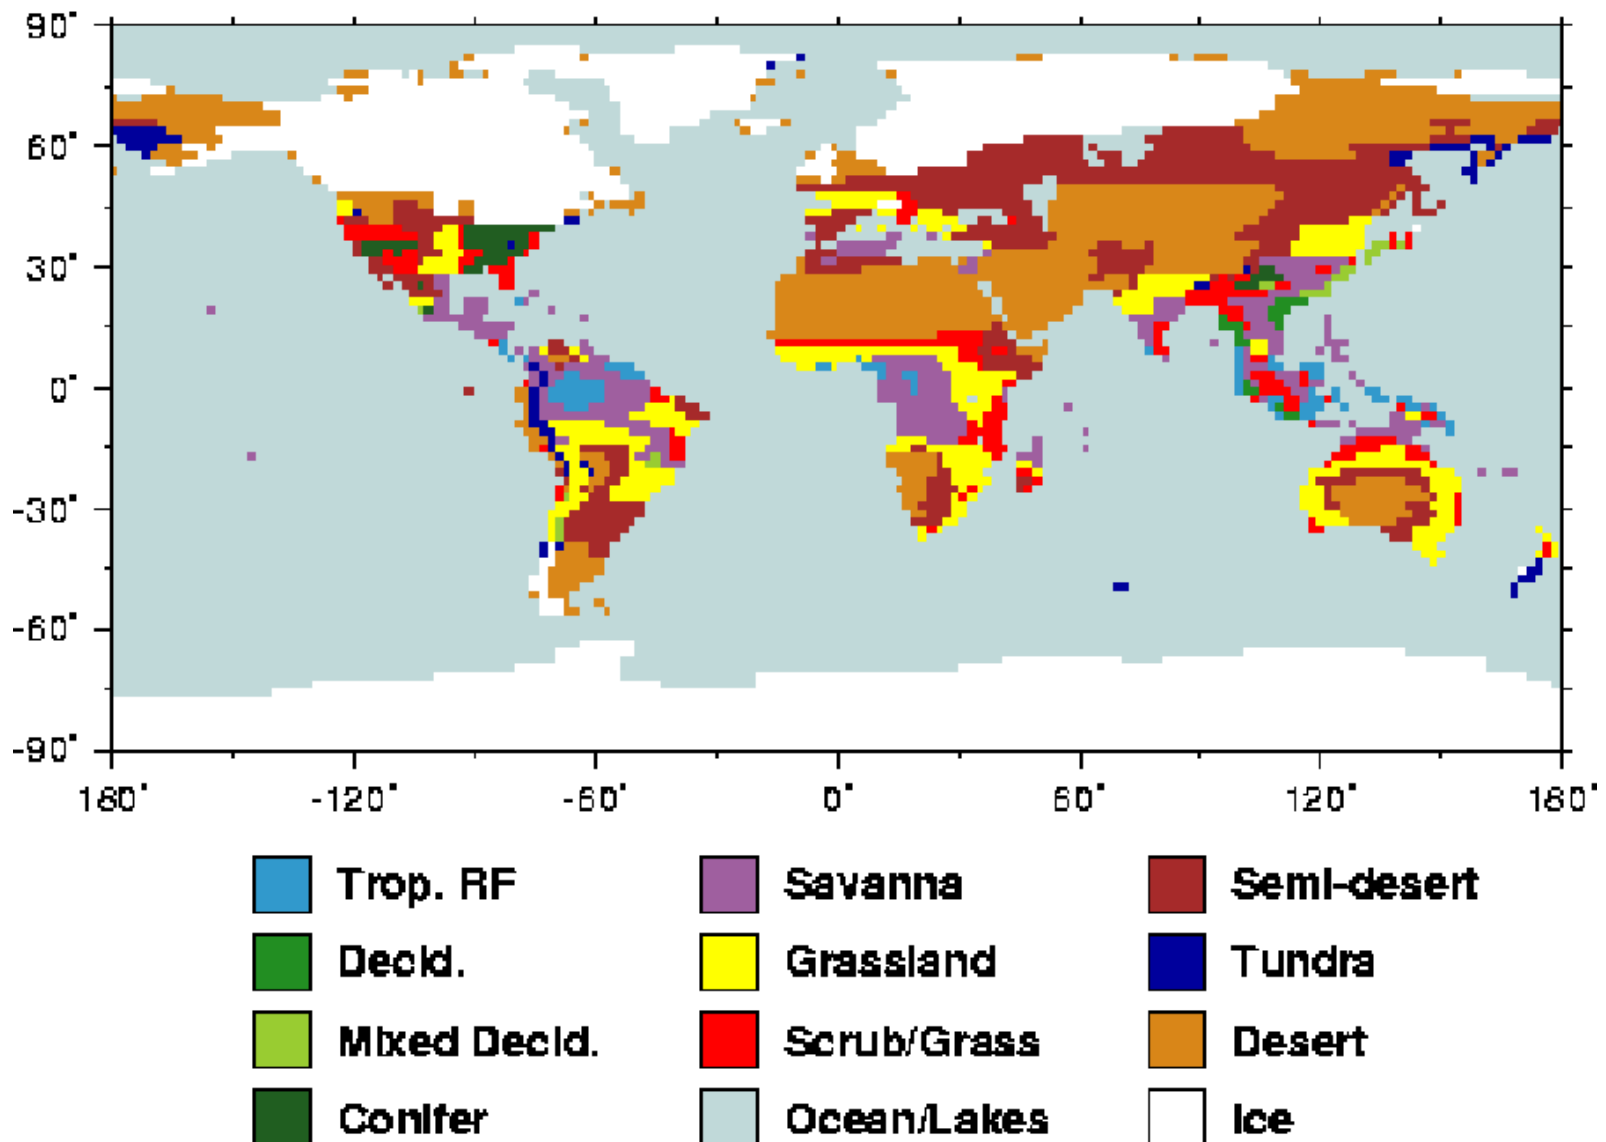 90°
60°
30°
0°
-30°
-60°
-90°
180° -120° -60° 0° 60° 120° 180°
Trop. RF Savanna Semi-desert
Decid. Grassland Tundra
Mixed Decid. Scrub/Grass Desert
Conifer Ocean/Lakes Ice